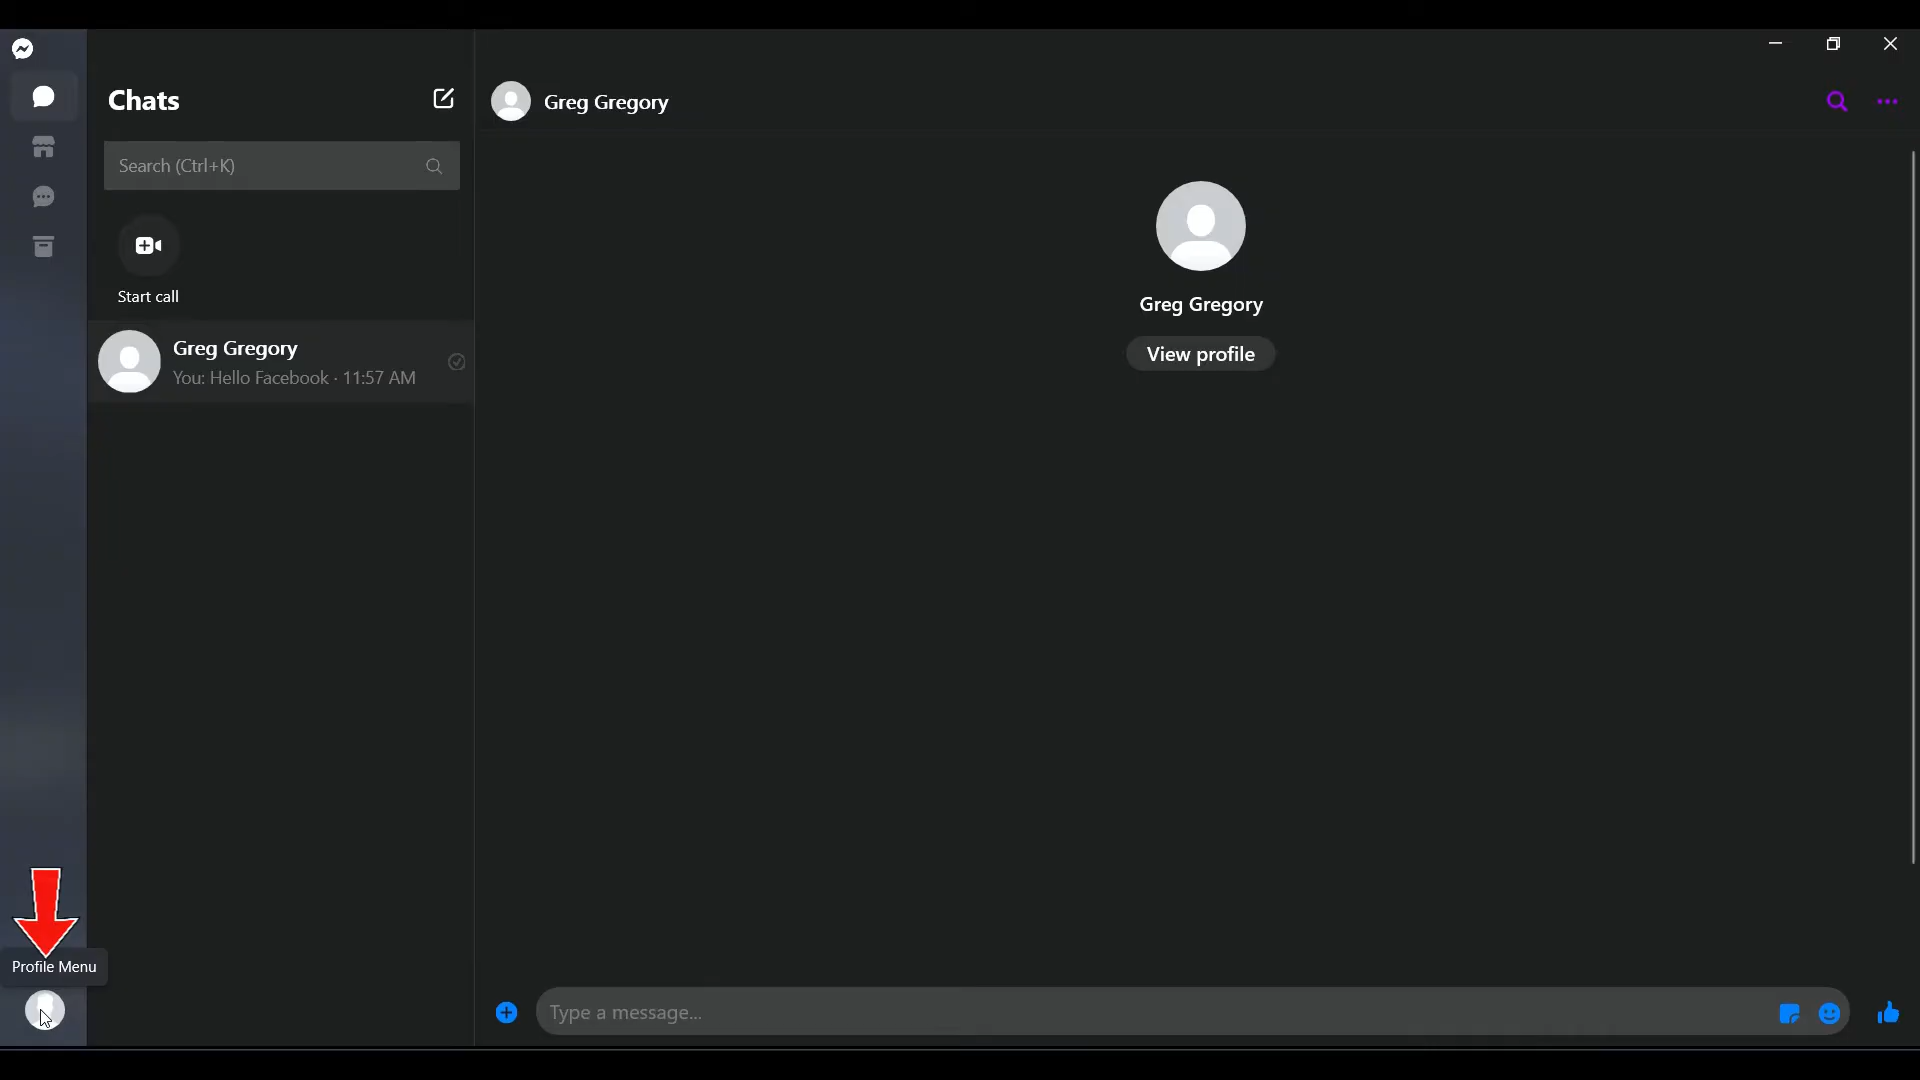 Chats
Search (Ctrl+K)
Start call
Greg Gregory
You: Hello Facebook · 11:57 AM
Profile Menu
Greg Gregory
Greg Gregory
View profile
Type a message...